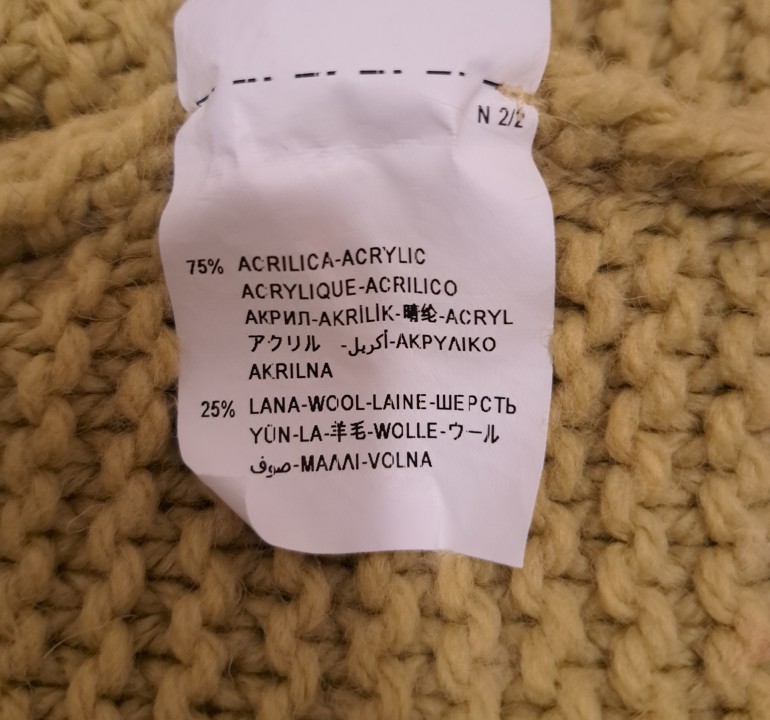 N 2/2
75% ACRILICA-ACRYLIC
ACRYLIQUE-ACRILICO
АКРИЛ-AKRİLİK-晴纶-ACRYL
アクリル -أكريل-ΑΚΡΥΛΙΚΟ
AKRILNA
25% LANA-WOOL-LAINE-ШЕРСТЬ
YÜN-LA-羊毛-WOLLE-ウール
صوف-ΜΑΛΛΙ-VOLNA